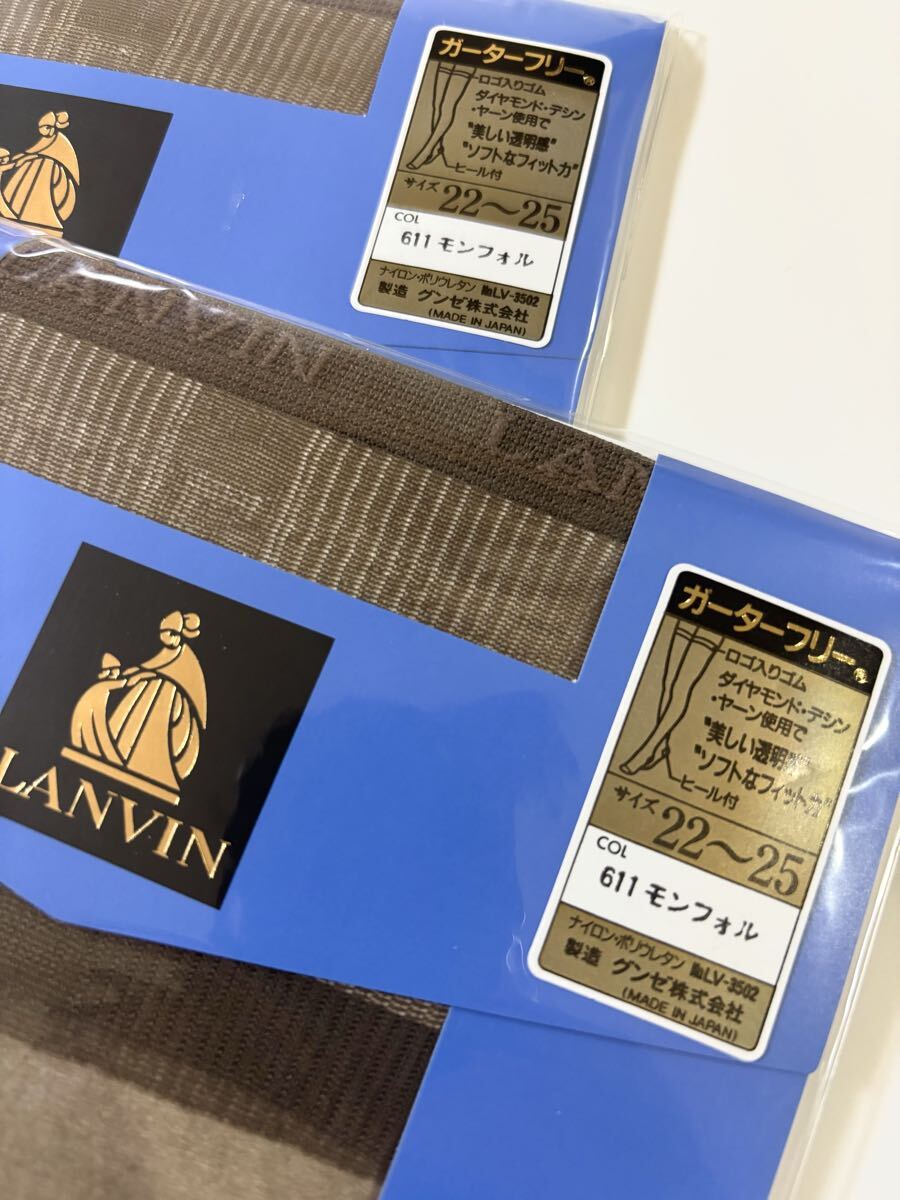 ガーターフリー®
ロゴ入りゴム
ダイヤモンド・デシン
・ヤーン使用で
"美しい透明感"
"ソフトなフィット力"
ヒール付
サイズ 22〜25
COL
611 モンフォル
ナイロン・ポリウレタン ㎁LV-3502
製造 グンゼ株式会社
(MADE IN JAPAN)
ANVIN
LAN
LANVIN
ガーターフリー®
ロゴ入りゴム
ダイヤモンド・デシン
・ヤーン使用で
"美しい透明感"
"ソフトなフィット力"
ヒール付
サイズ 22〜25
COL
611 モンフォル
ナイロン・ポリウレタン ㎁LV-3502
製造 グンゼ株式会社
(MADE IN JAPAN)